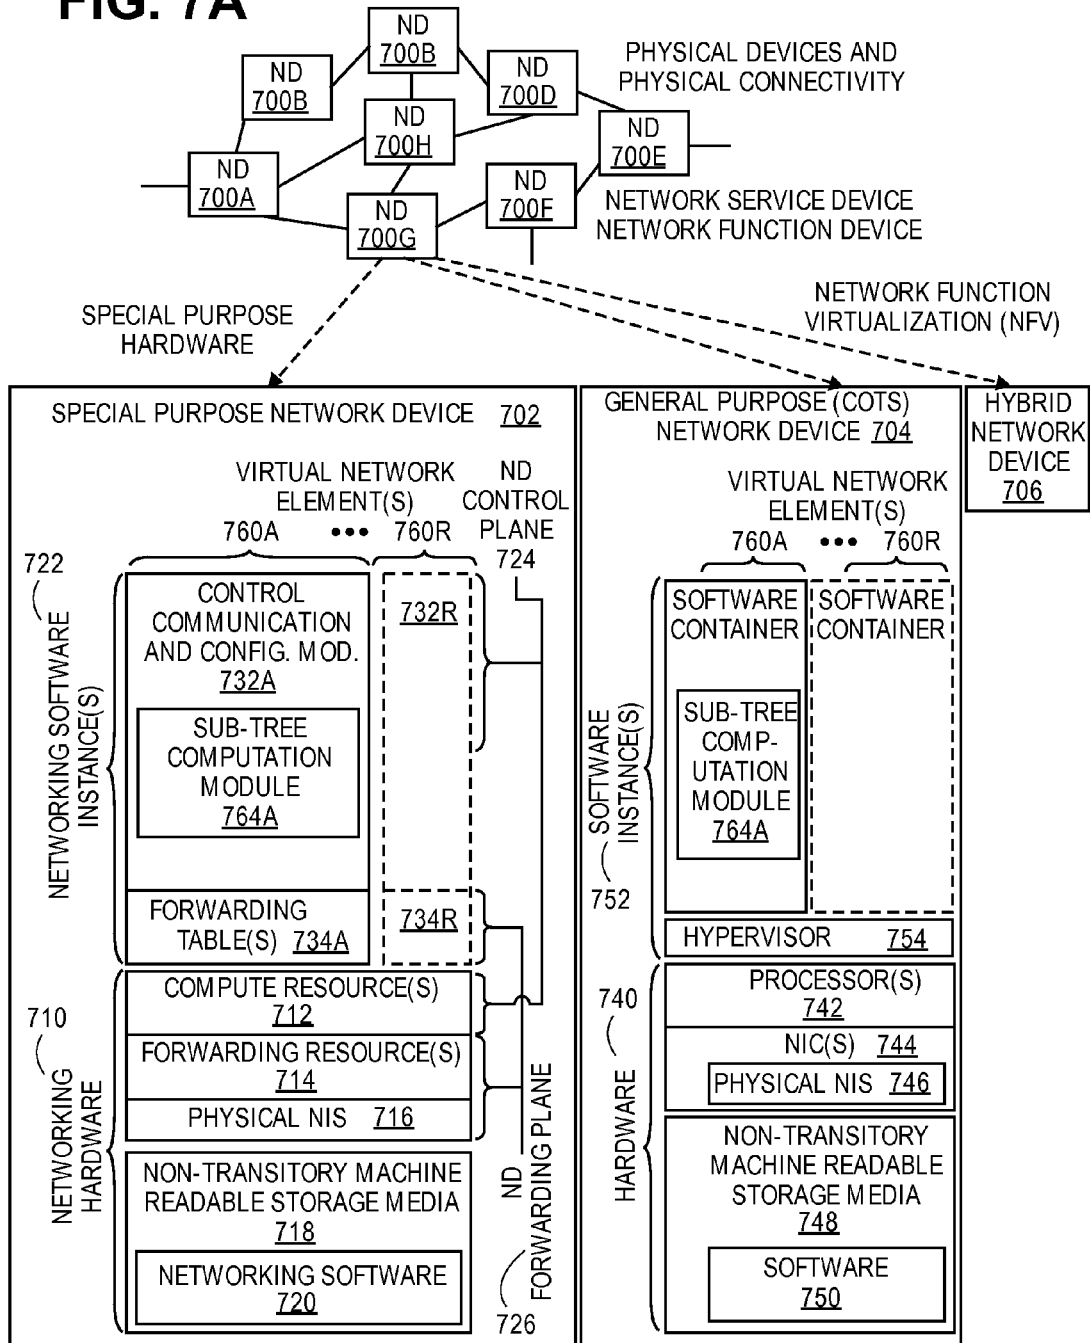 FIG. 7A
ND
700B
ND
700B
ND
700D
ND
700H
ND
700E
ND
700A
ND
700F
ND
700G
PHYSICAL DEVICES AND
PHYSICAL CONNECTIVITY
NETWORK SERVICE DEVICE
NETWORK FUNCTION DEVICE
SPECIAL PURPOSE
HARDWARE
NETWORK FUNCTION
VIRTUALIZATION (NFV)
SPECIAL PURPOSE NETWORK DEVICE 702
VIRTUAL NETWORK
ELEMENT(S)
760A ••• 760R
ND
CONTROL
PLANE
724
722
NETWORKING SOFTWARE
INSTANCE(S)
CONTROL
COMMUNICATION
AND CONFIG. MOD.
732A
732R
SUB-TREE
COMPUTATION
MODULE
764A
FORWARDING
TABLE(S) 734A
734R
710
NETWORKING
HARDWARE
COMPUTE RESOURCE(S)
712
FORWARDING RESOURCE(S)
714
PHYSICAL NIS 716
NON-TRANSITORY MACHINE
READABLE STORAGE MEDIA
718
NETWORKING SOFTWARE
720
ND
FORWARDING PLANE
726
GENERAL PURPOSE (COTS)
NETWORK DEVICE 704
VIRTUAL NETWORK
ELEMENT(S)
760A ••• 760R
SOFTWARE
CONTAINER
SOFTWARE
CONTAINER
SUB-TREE
COMP-
UTATION
MODULE
764A
SOFTWARE
INSTANCE(S)
752
HYPERVISOR 754
740
HARDWARE
PROCESSOR(S)
742
NIC(S) 744
PHYSICAL NIS 746
NON-TRANSITORY
MACHINE READABLE
STORAGE MEDIA
748
SOFTWARE
750
HYBRID
NETWORK
DEVICE
706